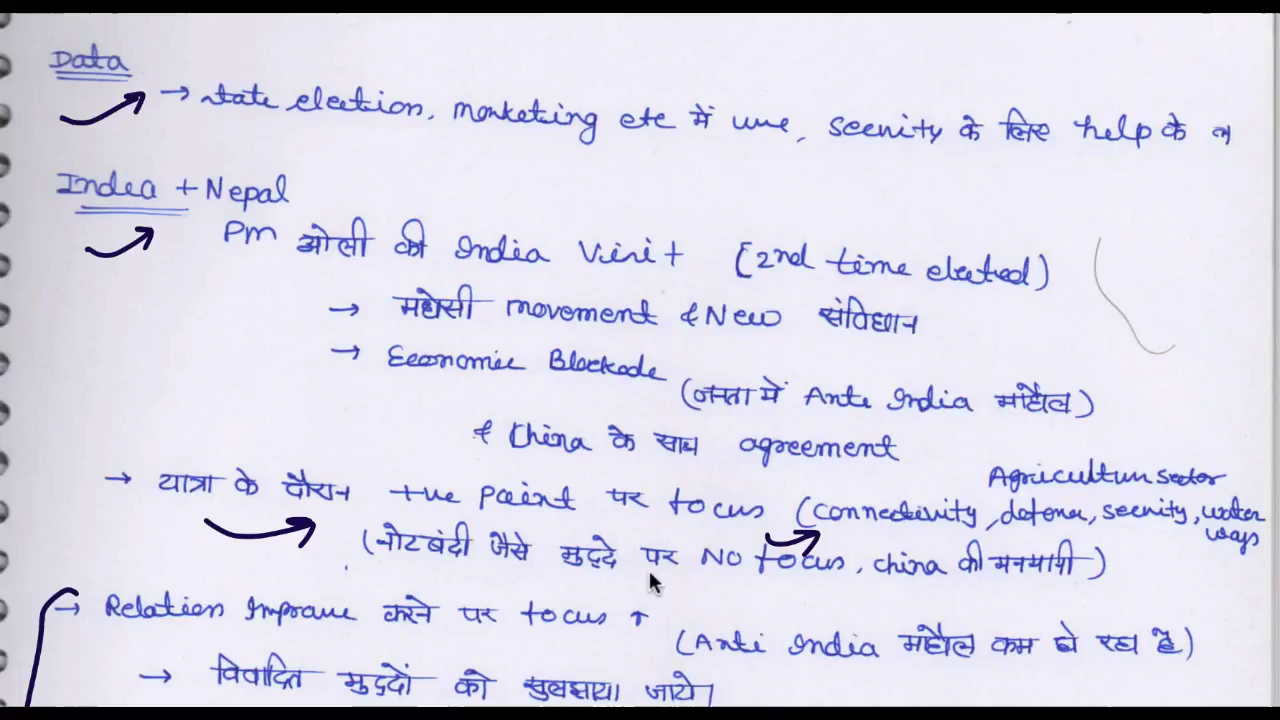 Data
→ state election, marketing etc में use, security के लिए help के
India + Nepal
PM ओली की India Visit (2nd time elected)
→ मधेसी movement & New संविधान
→ Economic Blockade
(जनता में Anti India माहौल)
& China के साथ agreement
Agriculture sector
→ यात्रा के दौरान +ve point पर focus (connectivity, defence, security, water ways
(नोटबंदी जैसे मुद्दे पर No focus, china की मनमानी)
→ Relation Improve करने पर focus ↑
(Anti India माहौल कम हो रहा है)
→ विवादित मुद्दों को सुलझाया जाये।